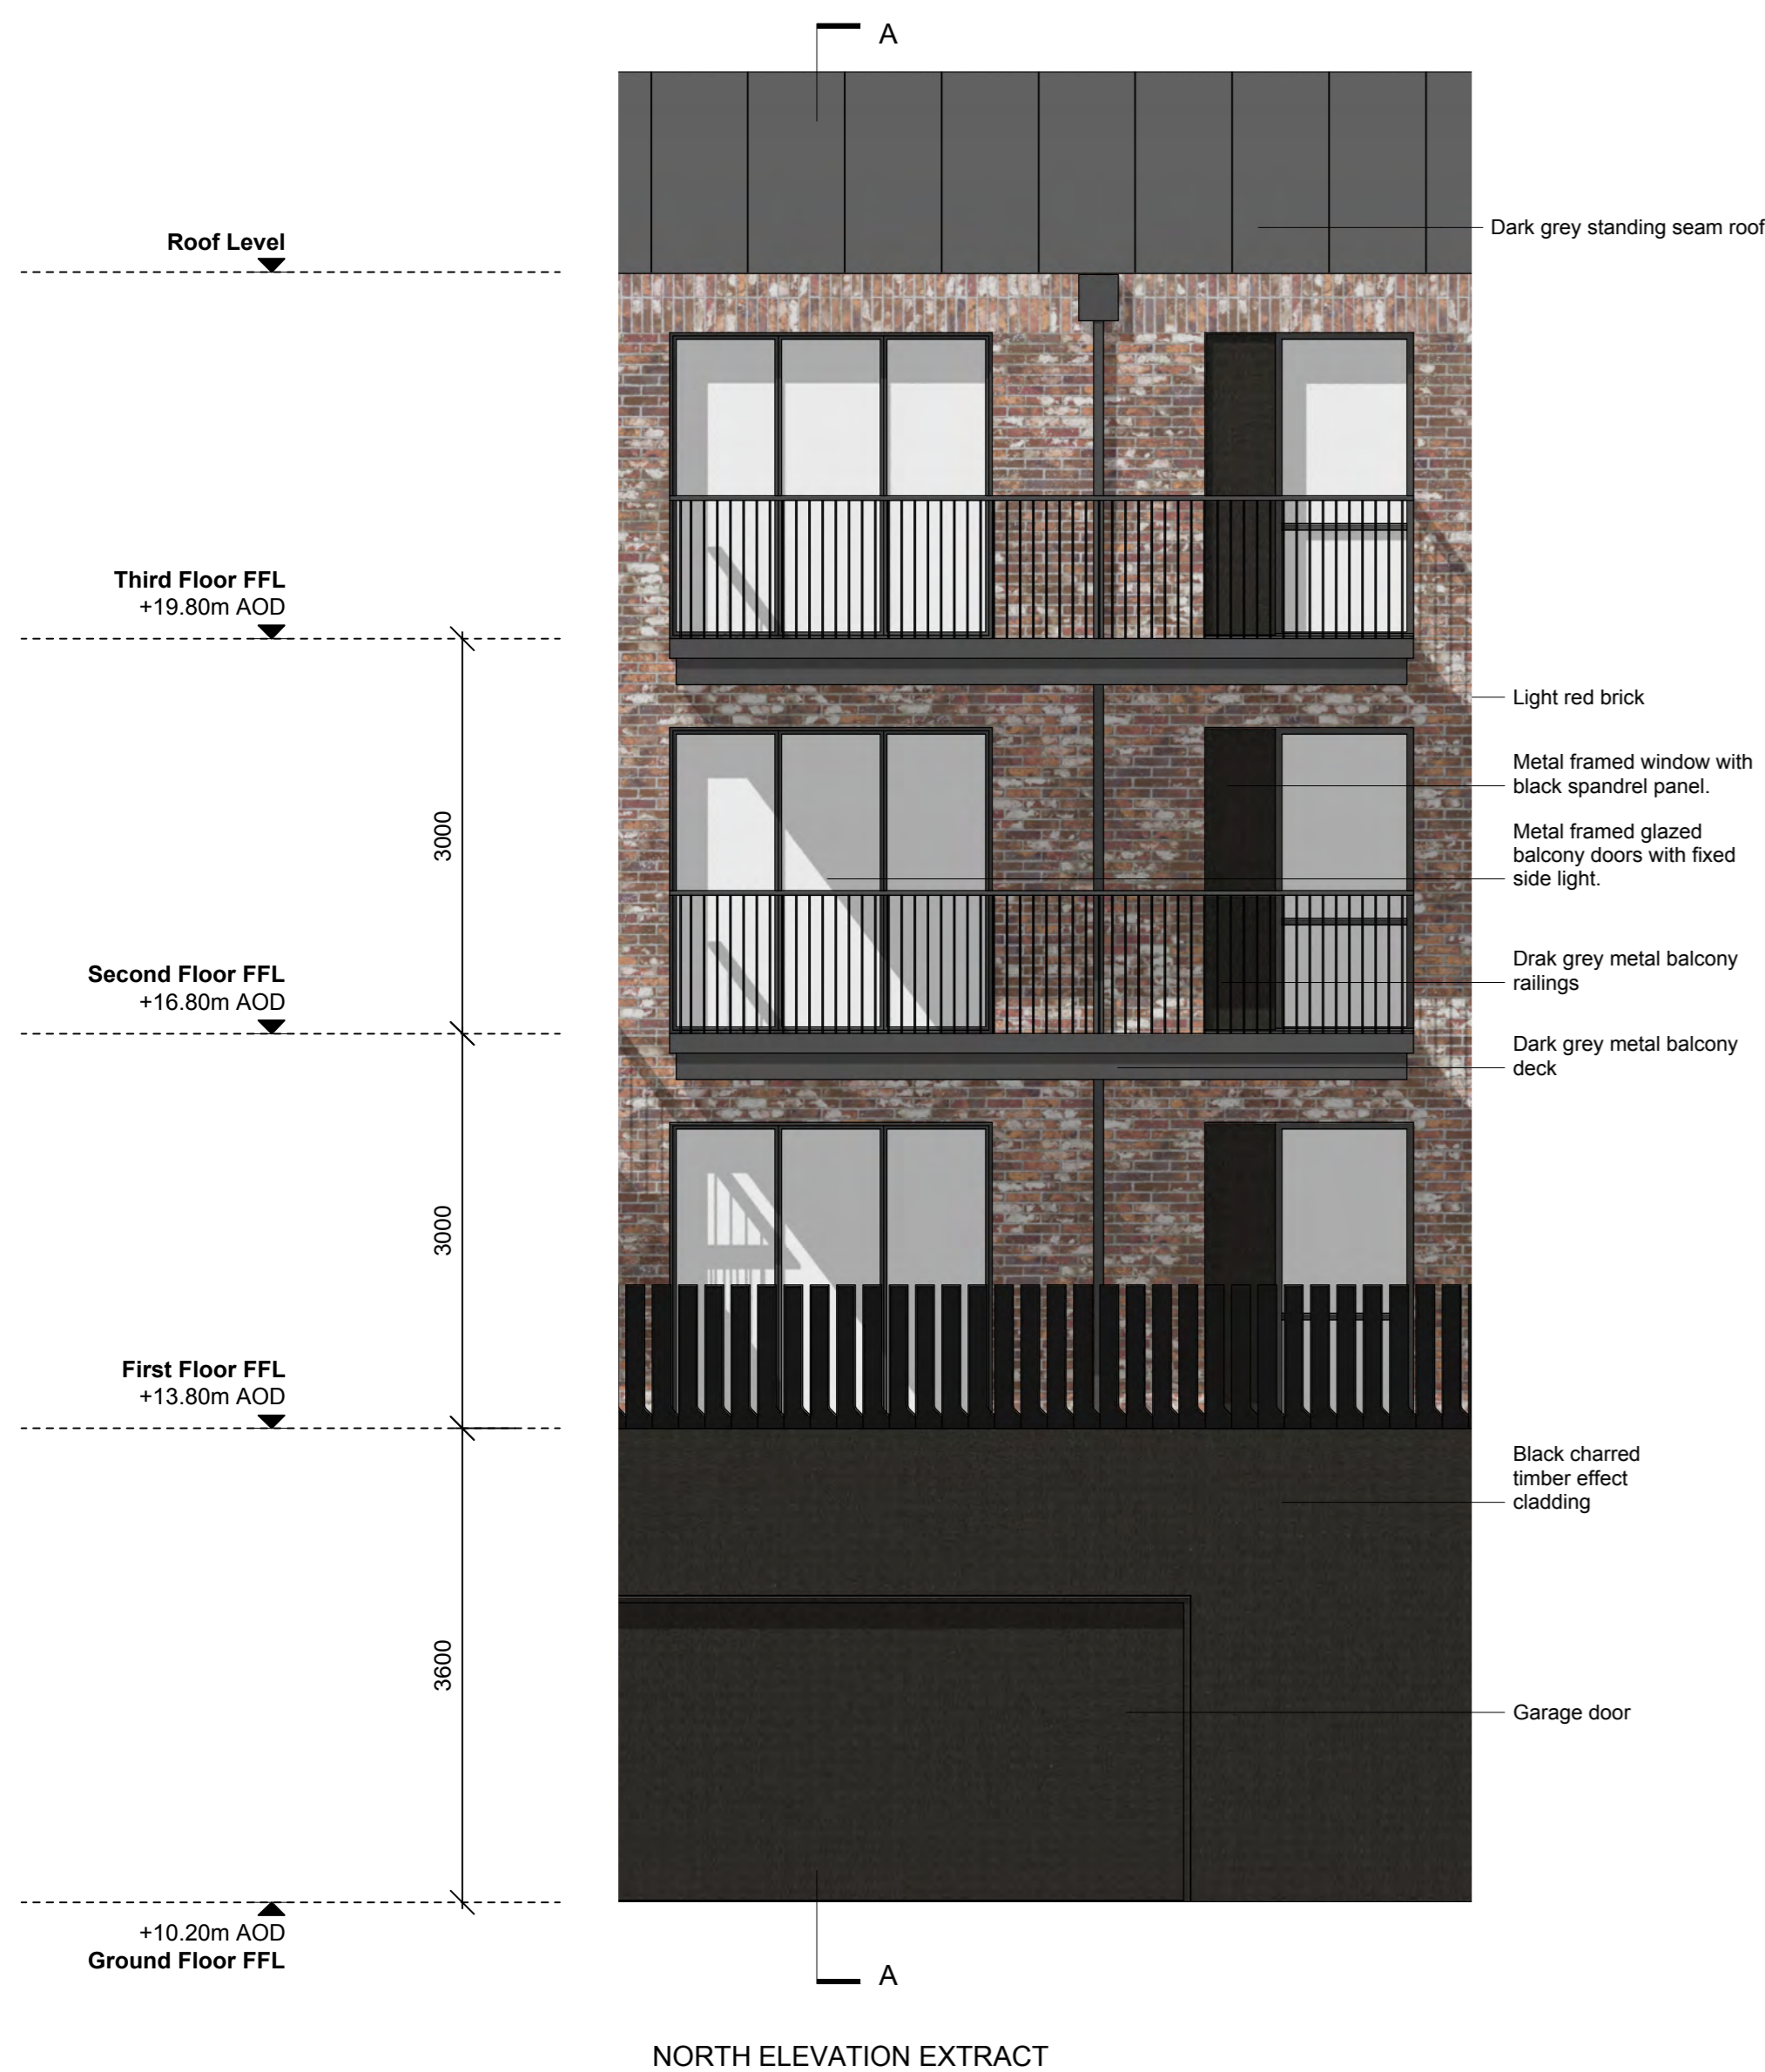 A
Dark grey standing seam roof
Roof Level
Third Floor FFL
+19.80m AOD
Light red brick
Metal framed window with
black spandrel panel.
3000
Metal framed glazed
balcony doors with fixed
side light.
Second Floor FFL
+16.80m AOD
Drak grey metal balcony
railings
Dark grey metal balcony
deck
3000
First Floor FFL
+13.80m AOD
Black charred
timber effect
cladding
3600
Garage door
+10.20m AOD
Ground Floor FFL
A
NORTH ELEVATION EXTRACT